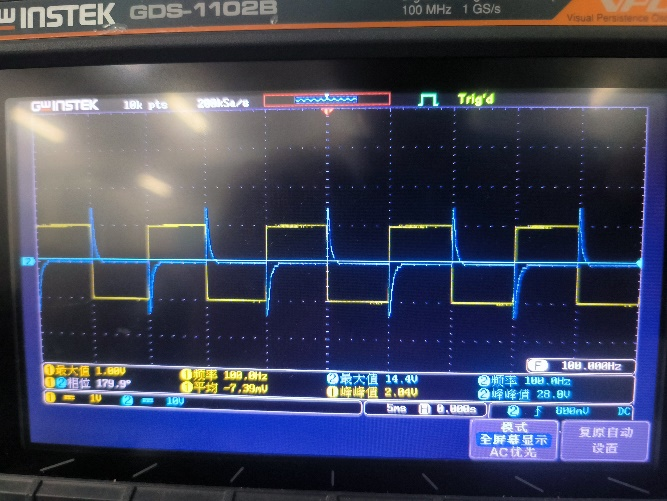 GW INSTEK GDS-1102B
100 MHz 1 GS/s
Visual Persistence
GW INSTEK 10k pts 200kSa/s Trig'd
2
F 100.000Hz
1 最大值 1.00V 1 频率 100.0Hz 2 最大值 14.4V 2 频率 100.0Hz
1 2 相位 179.9° 1 平均 -7.39mV 1 峰峰值 2.04V 2 峰峰值 28.0V
1 1V 2 10V 5ms H 0.000s 2 800mV DC
模式
全屏幕显示
AC优先
复原自动
设置